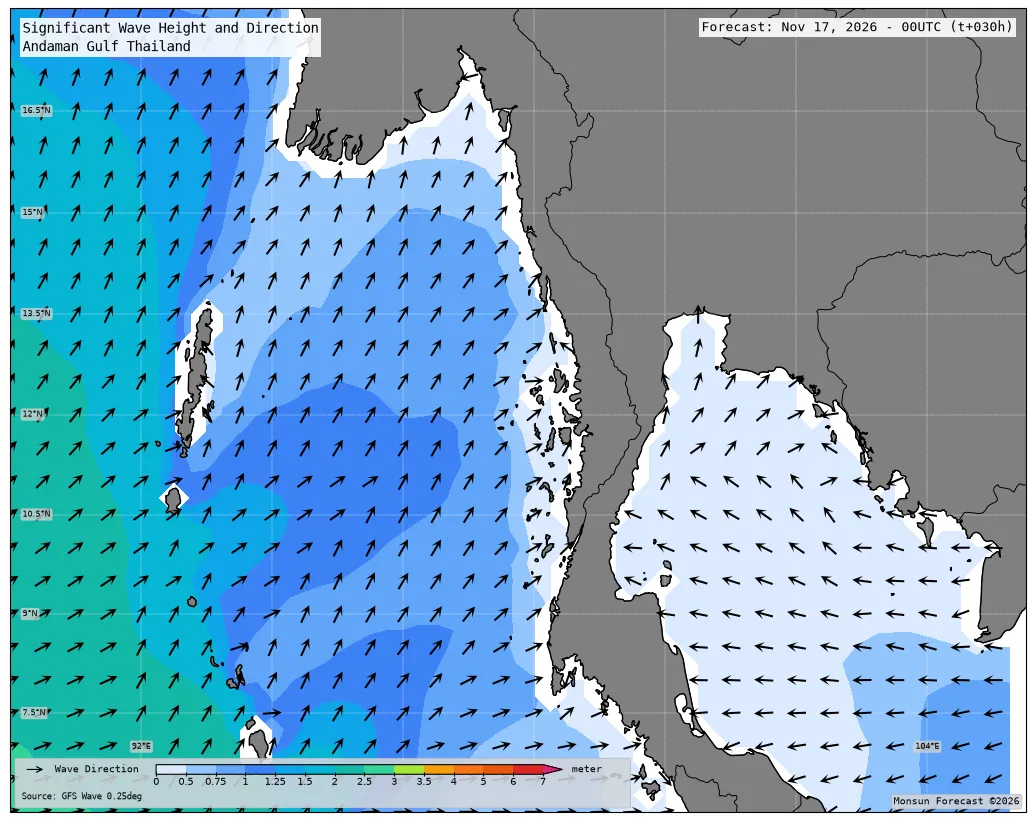 Significant Wave Height and Direction
Andaman Gulf Thailand
Forecast: Nov 17, 2026 - 00UTC (t+030h)
16.5°N
15°N
13.5°N
12°N
10.5°N
9°N
7.5°N
92°E
104°E
Wave Direction
meter
0 0.5 0.75 1 1.25 1.5 2 2.5 3 3.5 4 5 6 7
Source: GFS Wave 0.25deg
Monsun Forecast ©2026